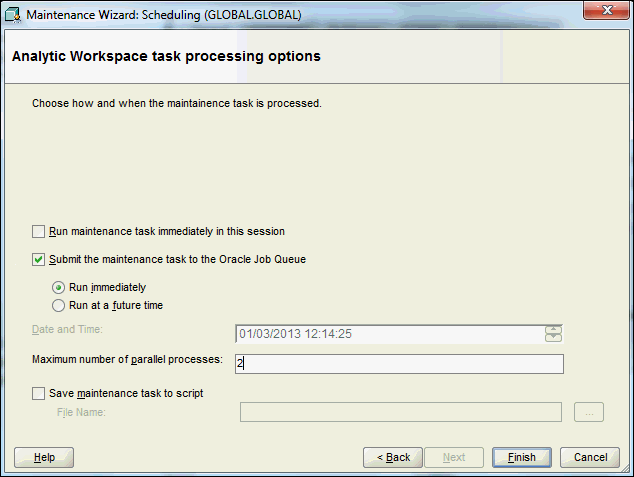 Maintenance Wizard: Scheduling (GLOBAL.GLOBAL)
Analytic Workspace task processing options
Choose how and when the maintainence task is processed.
Run maintenance task immediately in this session
Submit the maintenance task to the Oracle Job Queue
Run immediately
Run at a future time
Date and Time:
01/03/2013 12:14:25
Maximum number of parallel processes:
2
Save maintenance task to script
File Name:
...
Help
< Back
Next
Finish
Cancel